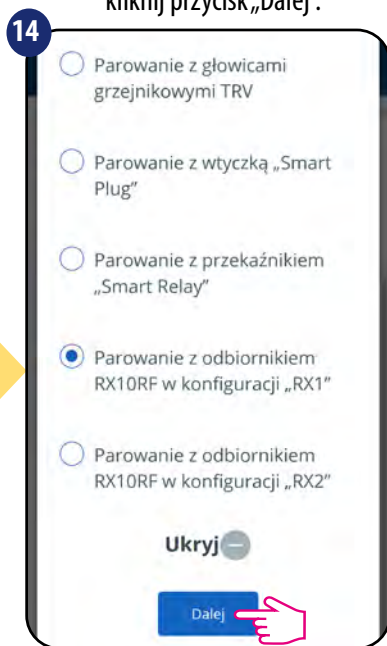 kliknij przycisk „Dalej".
14
Parowanie z głowicami
grzejnikowymi TRV
Parowanie z wtyczką „Smart
Plug”
Parowanie z przekaźnikiem
„Smart Relay”
Parowanie z odbiornikiem
RX10RF w konfiguracji „RX1”
Parowanie z odbiornikiem
RX10RF w konfiguracji „RX2”
Ukryj
Dalej